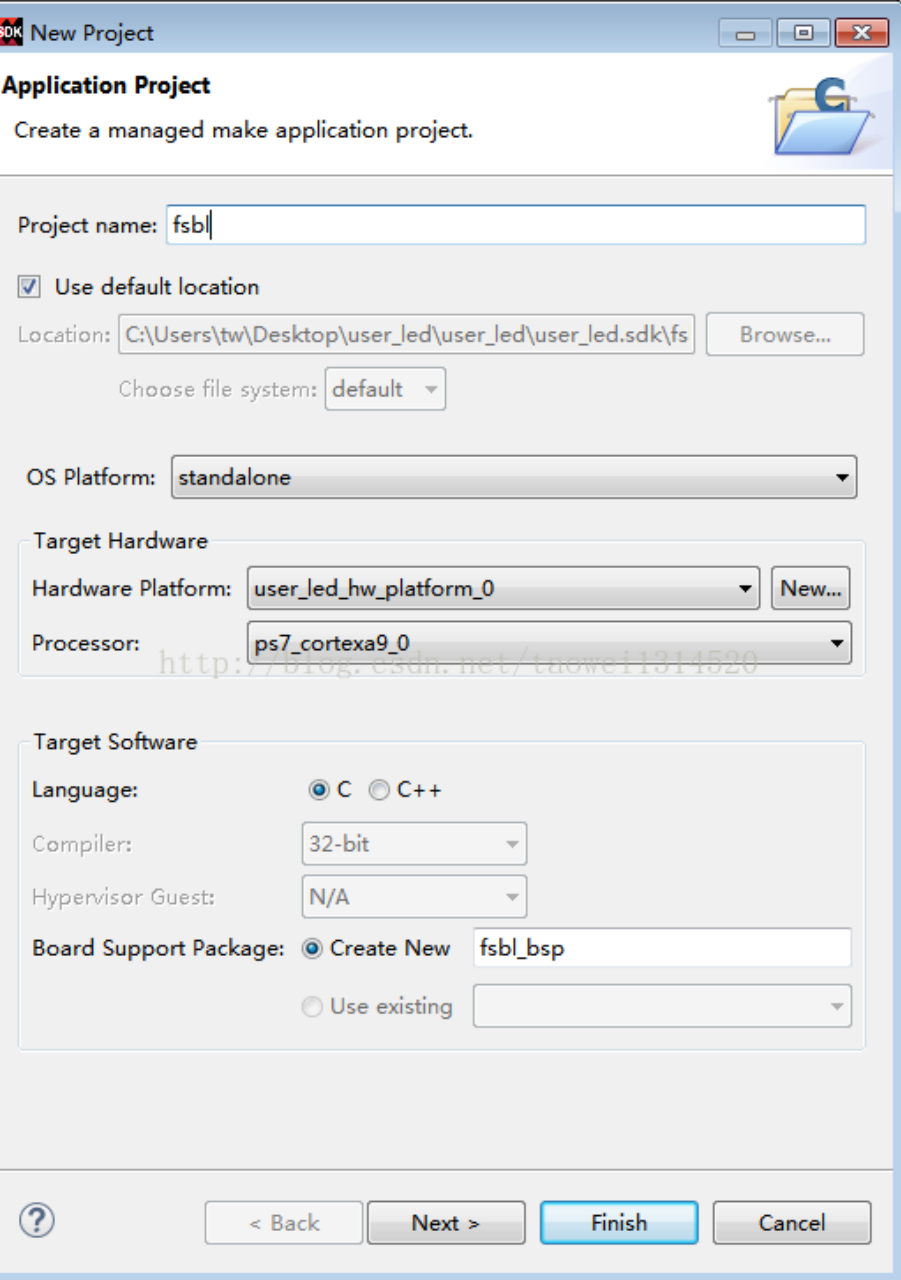 SDK New Project
Application Project
Create a managed make application project.
Project name: fsbl
Use default location
Location: C:\Users\tw\Desktop\user_led\user_led\user_led.sdk\fs Browse...
Choose file system: default
OS Platform: standalone
Target Hardware
Hardware Platform: user_led_hw_platform_0 New...
Processor: ps7_cortexa9_0
http://blog.csdn.net/taowei1314520
Target Software
Language: C C++
Compiler: 32-bit
Hypervisor Guest: N/A
Board Support Package: Create New fsbl_bsp
Use existing
? < Back Next > Finish Cancel